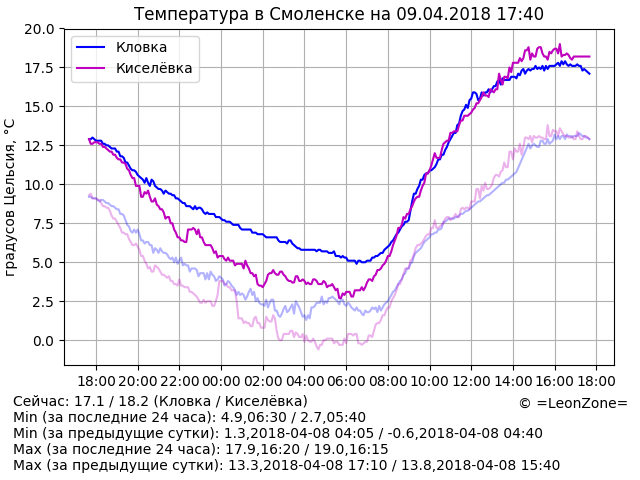 Температура в Смоленске на 09.04.2018 17:40
градусов Цельсия, °C
20.0
17.5
15.0
12.5
10.0
7.5
5.0
2.5
0.0
Кловка
Киселёвка
18:00 20:00 22:00 00:00 02:00 04:00 06:00 08:00 10:00 12:00 14:00 16:00 18:00
Сейчас: 17.1 / 18.2 (Кловка / Киселёвка)
© =LeonZone=
Min (за последние 24 часа): 4.9,06:30 / 2.7,05:40
Min (за предыдущие сутки): 1.3,2018-04-08 04:05 / -0.6,2018-04-08 04:40
Max (за последние 24 часа): 17.9,16:20 / 19.0,16:15
Max (за предыдущие сутки): 13.3,2018-04-08 17:10 / 13.8,2018-04-08 15:40